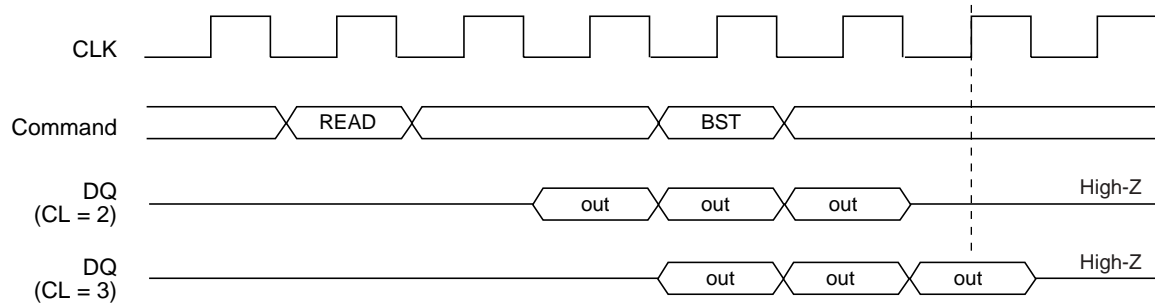 CLK
Command
READ
BST
DQ
(CL = 2)
out
out
out
High-Z
DQ
(CL = 3)
out
out
out
High-Z